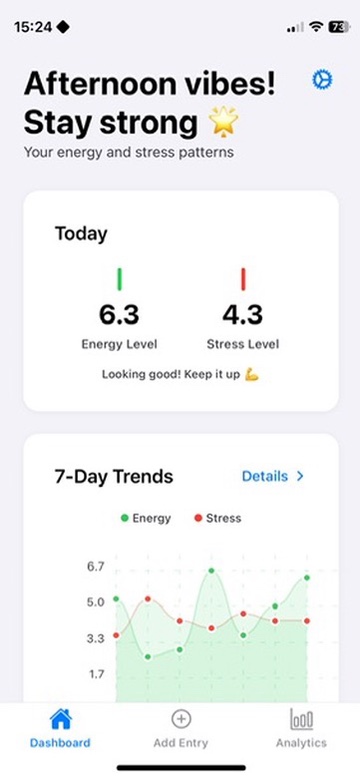 15:24
73
Afternoon vibes!
Stay strong 🌟
Your energy and stress patterns
Today
6.3
4.3
Energy Level
Stress Level
Looking good! Keep it up 💪
7-Day Trends
Details
Energy
Stress
6.7
5.0
3.3
1.7
Dashboard
Add Entry
Analytics